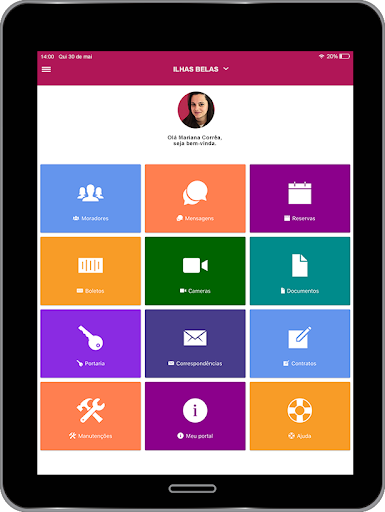 14:00 Qui 30 de mai 20%
ILHAS BELAS
Olá Mariana Corrêa,
seja bem-vinda.
Moradores
Mensagens
Reservas
Boletos
Cameras
Documentos
Portaria
Correspondências
Contratos
Manutenções
Meu portal
Ajuda